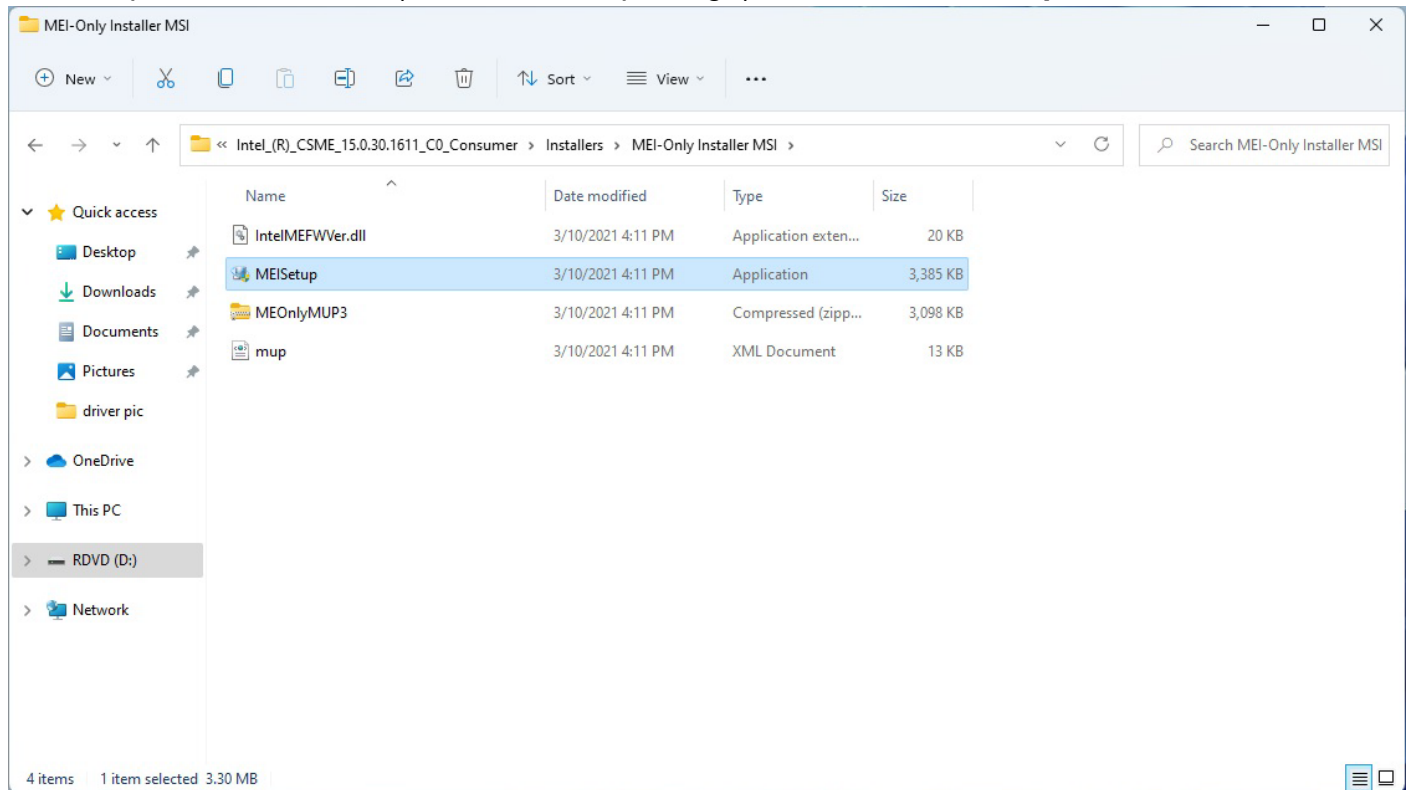 MEI-Only Installer MSI
New
Sort
View
« Intel_(R)_CSME_15.0.30.1611_C0_Consumer > Installers > MEI-Only Installer MSI >
Search MEI-Only Installer MSI
Name Date modified Type Size
IntelMEFWVer.dll 3/10/2021 4:11 PM Application exten... 20 KB
MEISetup 3/10/2021 4:11 PM Application 3,385 KB
MEOnlyMUP3 3/10/2021 4:11 PM Compressed (zipp... 3,098 KB
mup 3/10/2021 4:11 PM XML Document 13 KB
Quick access
Desktop
Downloads
Documents
Pictures
driver pic
OneDrive
This PC
RDVD (D:)
Network
4 items 1 item selected 3.30 MB